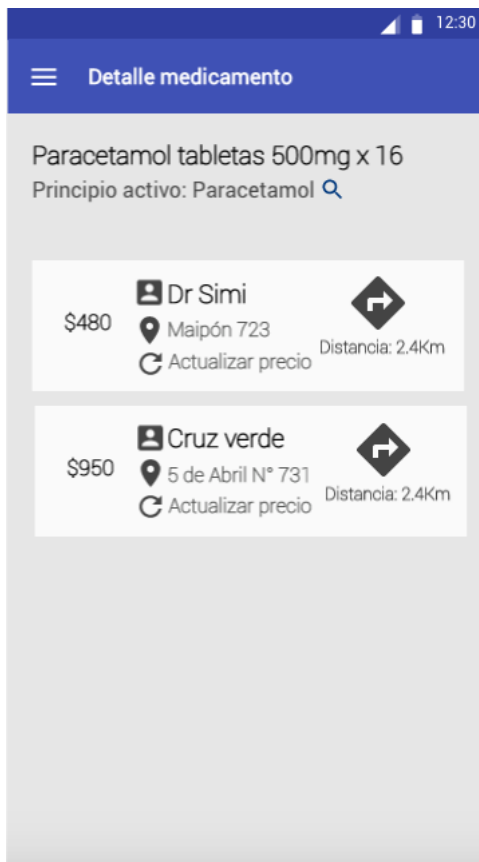 12:30
Detalle medicamento
Paracetamol tabletas 500mg x 16
Principio activo: Paracetamol
$480
Dr Simi
Maipón 723
Actualizar precio
Distancia: 2.4Km
$950
Cruz verde
5 de Abril N° 731
Actualizar precio
Distancia: 2.4Km